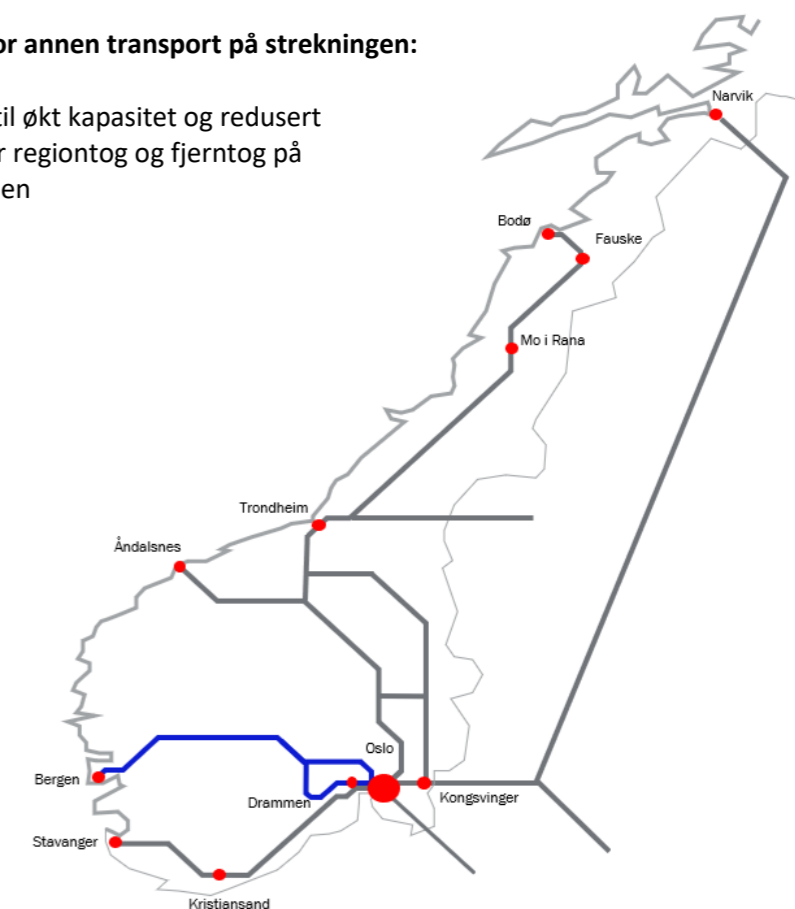 or annen transport på strekningen:
til økt kapasitet og redusert
r regiontog og fjerntog på
en
Narvik
Bodø
Fauske
Mo i Rana
Trondheim
Åndalsnes
Oslo
Bergen
Drammen
Kongsvinger
Stavanger
Kristiansand